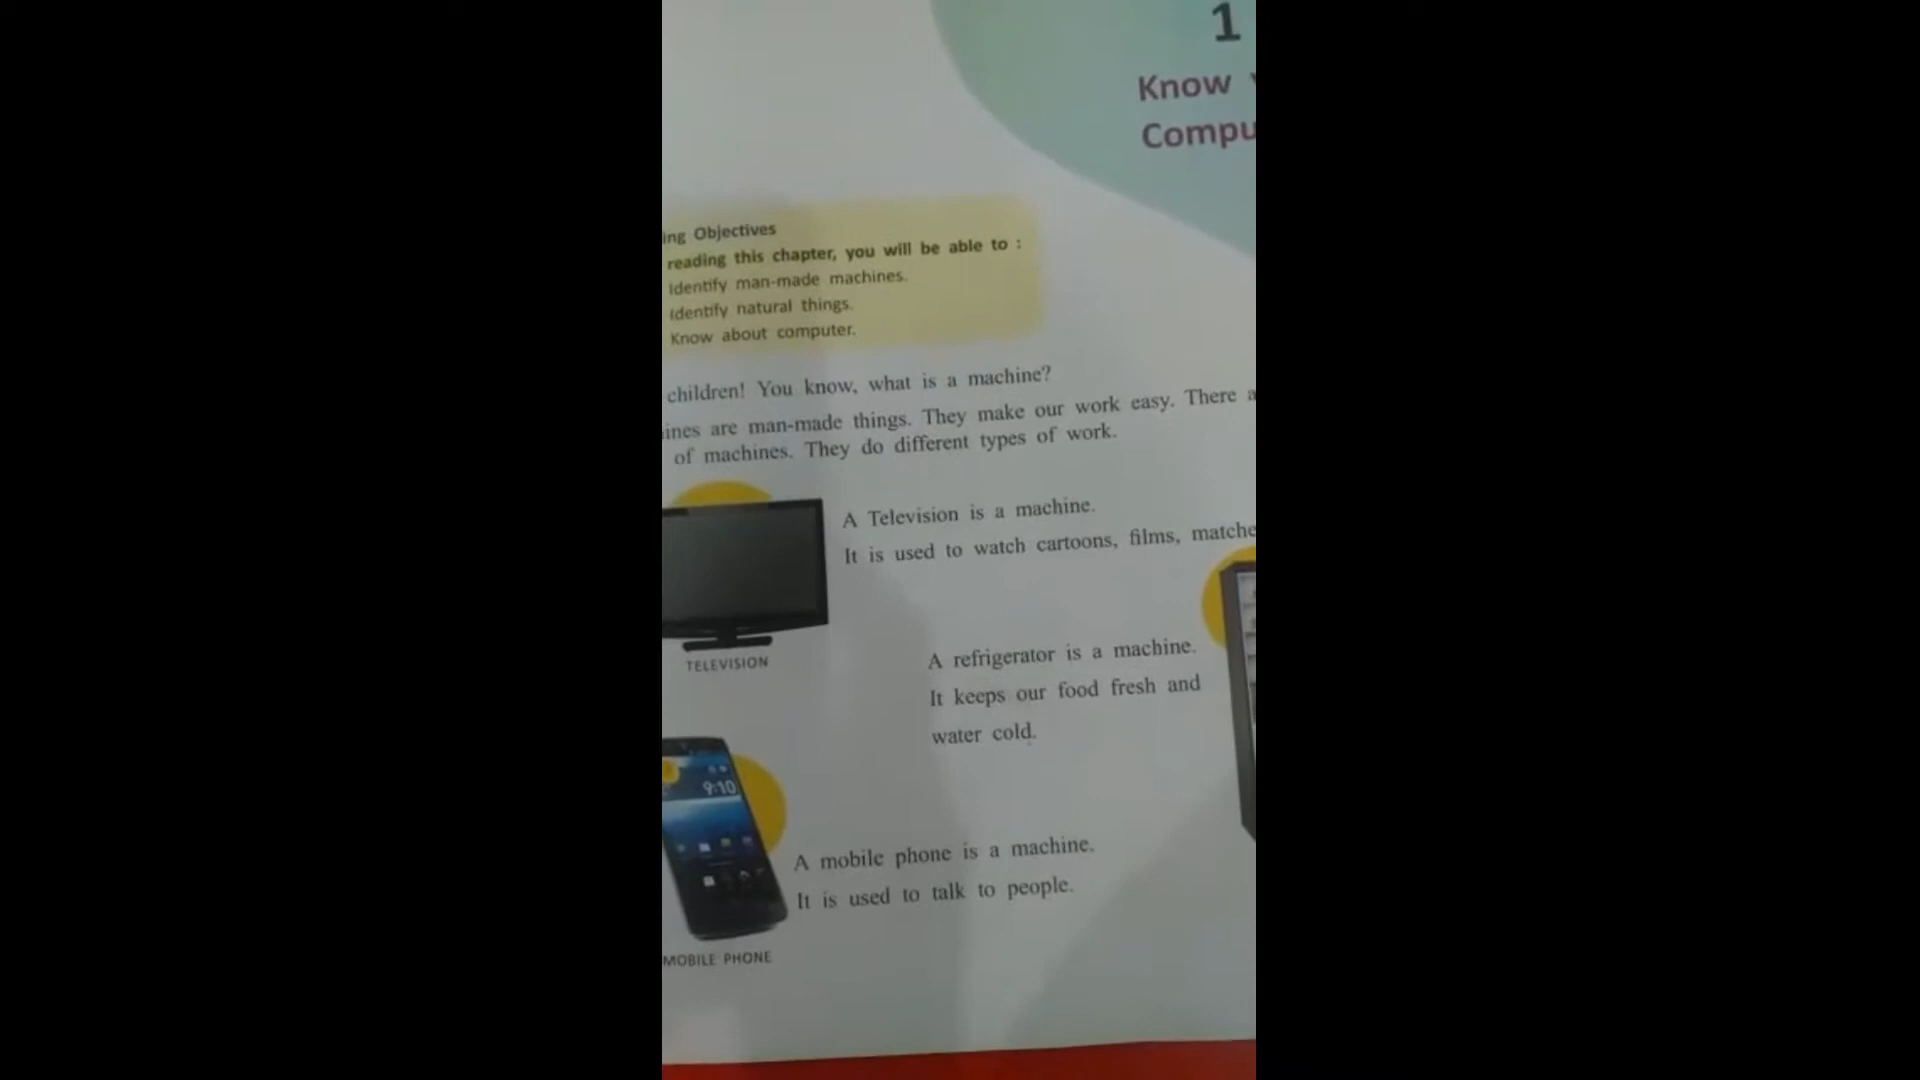 1
Know
Objectives
reading this chapter, you will be able to :
Identify man-made machines.
Identify natural things.
Know about computer.
children! You know, what is a machine?
are man-made things. They make our work easy. There
of machines. They do different types of work.
A Television is a machine.
It is used to watch cartoons, films,
TELEVISION
A refrigerator is a machine.
It keeps our food fresh and
water cold.
9:10
A mobile phone is a machine.
It is used to talk to people.
MOBILE PHONE